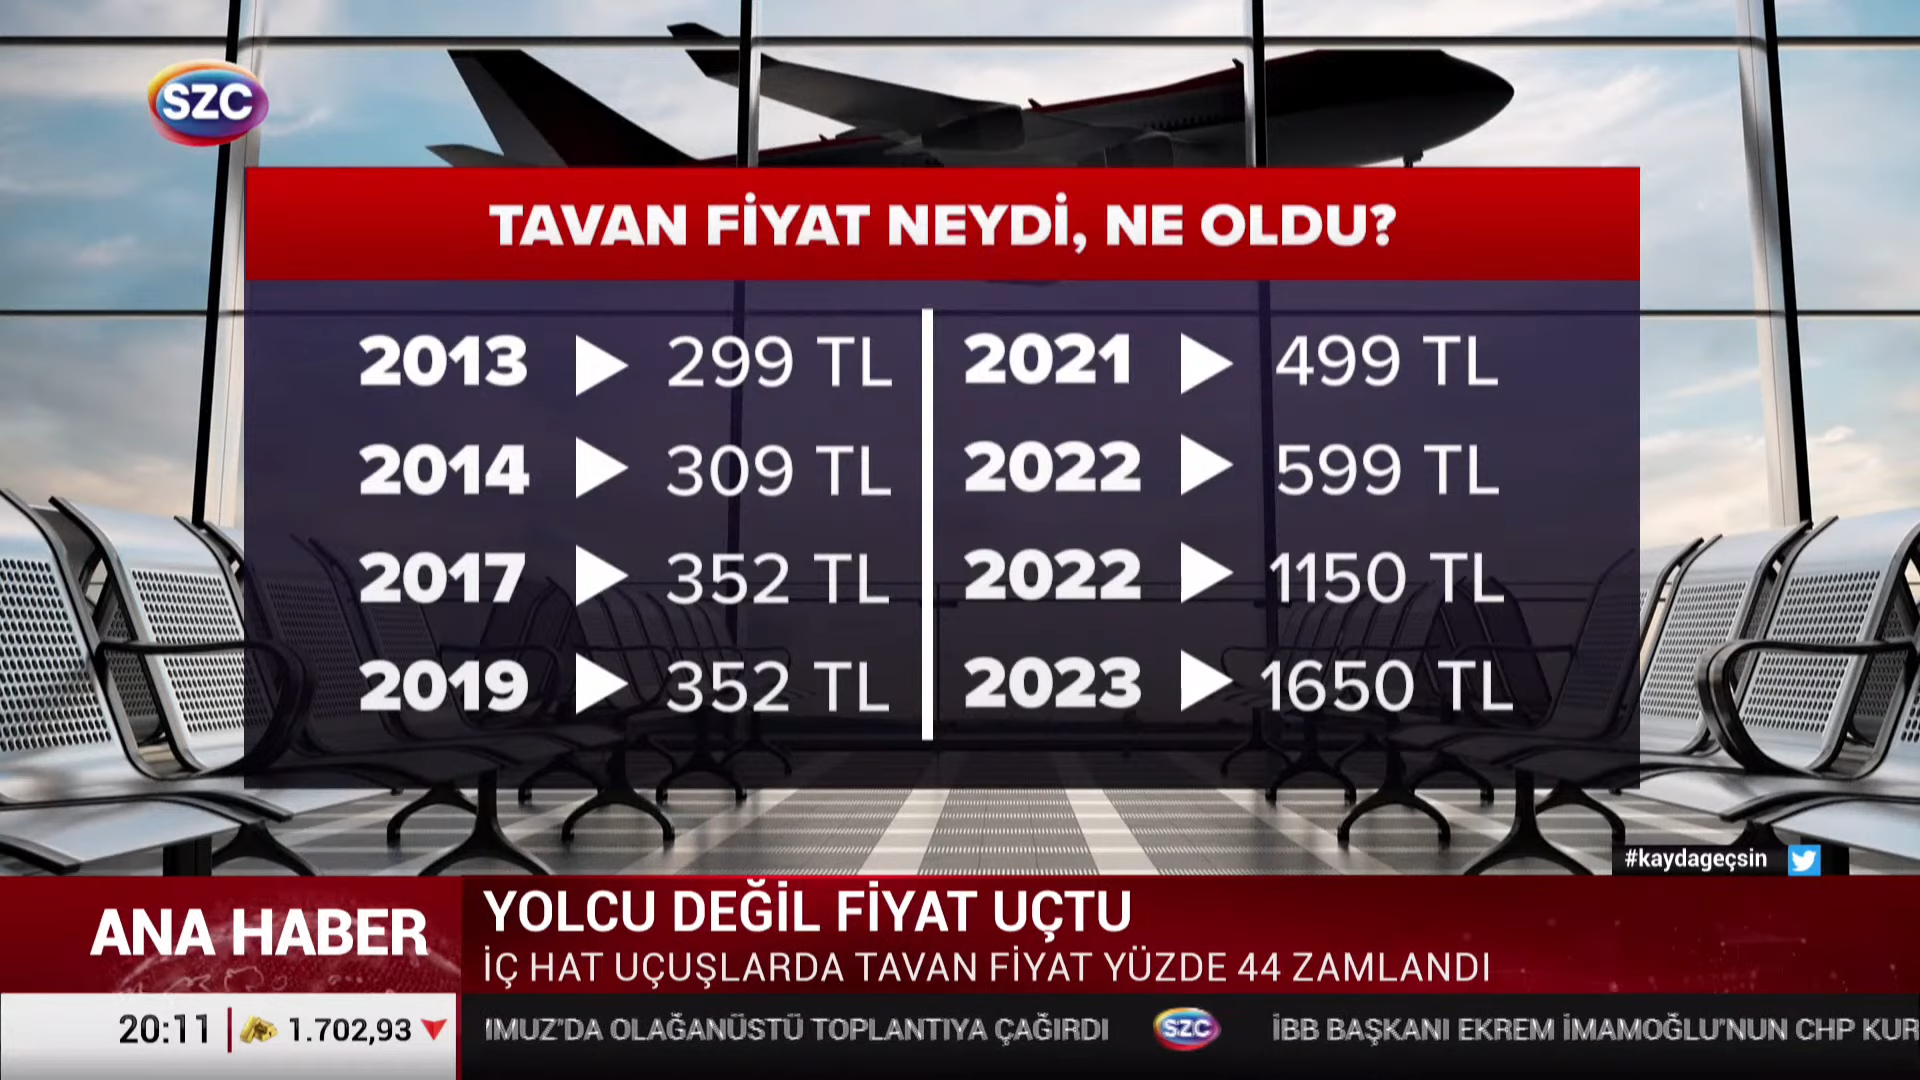 SZC
TAVAN FİYAT NEYDİ, NE OLDU?
2013 ▶ 299 TL
2014 ▶ 309 TL
2017 ▶ 352 TL
2019 ▶ 352 TL
2021 ▶ 499 TL
2022 ▶ 599 TL
2022 ▶ 1150 TL
2023 ▶ 1650 TL
#kaydageçsin
ANA HABER
YOLCU DEĞİL FİYAT UÇTU
İÇ HAT UÇUŞLARDA TAVAN FİYAT YÜZDE 44 ZAMLANDI
20:11 1.702,93 ▼
IMUZ'DA OLAĞANÜSTÜ TOPLANTIYA ÇAĞIRDI SZC İBB BAŞKANI EKREM İMAMOĞLU'NUN CHP KUR